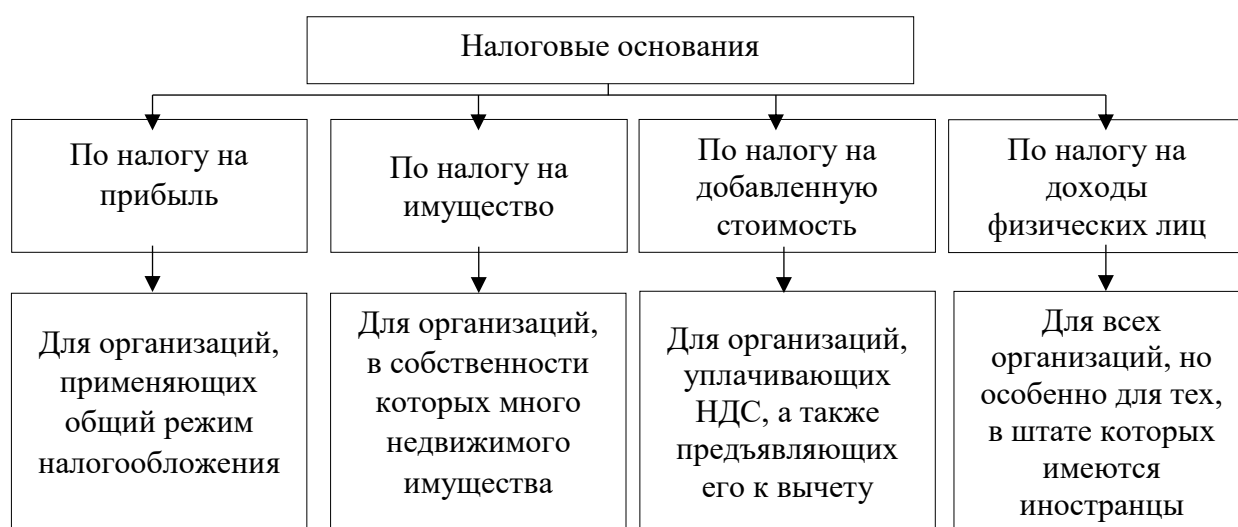 Налоговые основания
По налогу на
прибыль
По налогу на
имущество
По налогу на
добавленную
стоимость
По налогу на
доходы
физических лиц
Для организаций,
применяющих
общий режим
налогообложения
Для организаций,
в собственности
которых много
недвижимого
имущества
Для организаций,
уплачивающих
НДС, а также
предъявляющих
его к вычету
Для всех
организаций, но
особенно для тех,
в штате которых
имеются
иностранцы